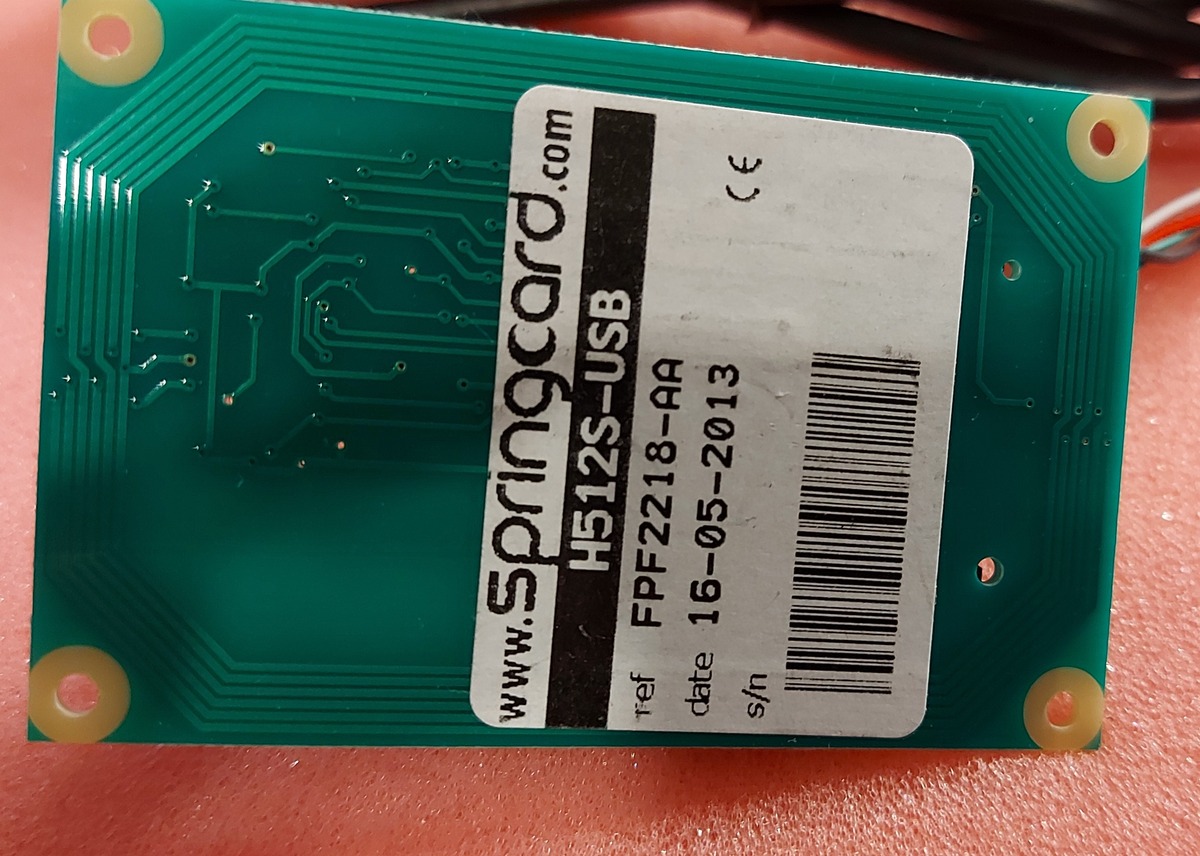 www.springcard.com
H512S-USB
ref FPF2218-AA
date 16-05-2013
s/n
CE